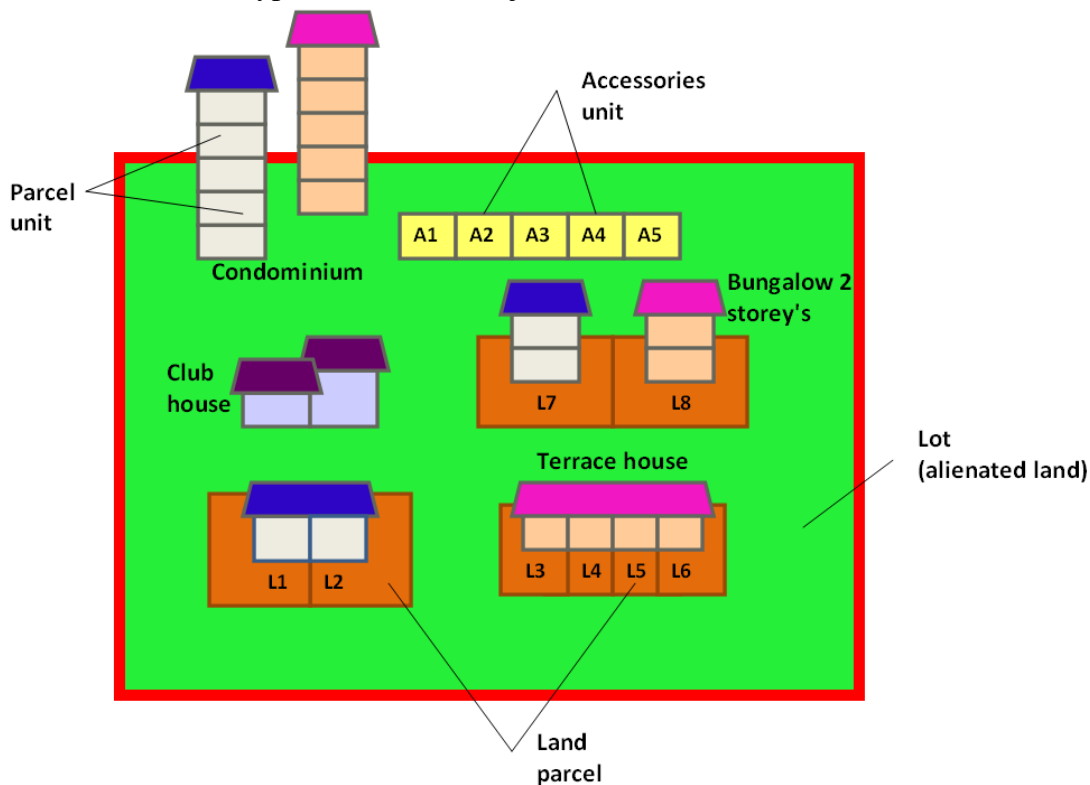 Accessories
unit
Parcel
unit
A1 A2 A3 A4 A5
Condominium
Bungalow 2
storey's
Club
house
L7 L8
Lot
(alienated land)
Terrace house
L1 L2
L3 L4 L5 L6
Land
parcel